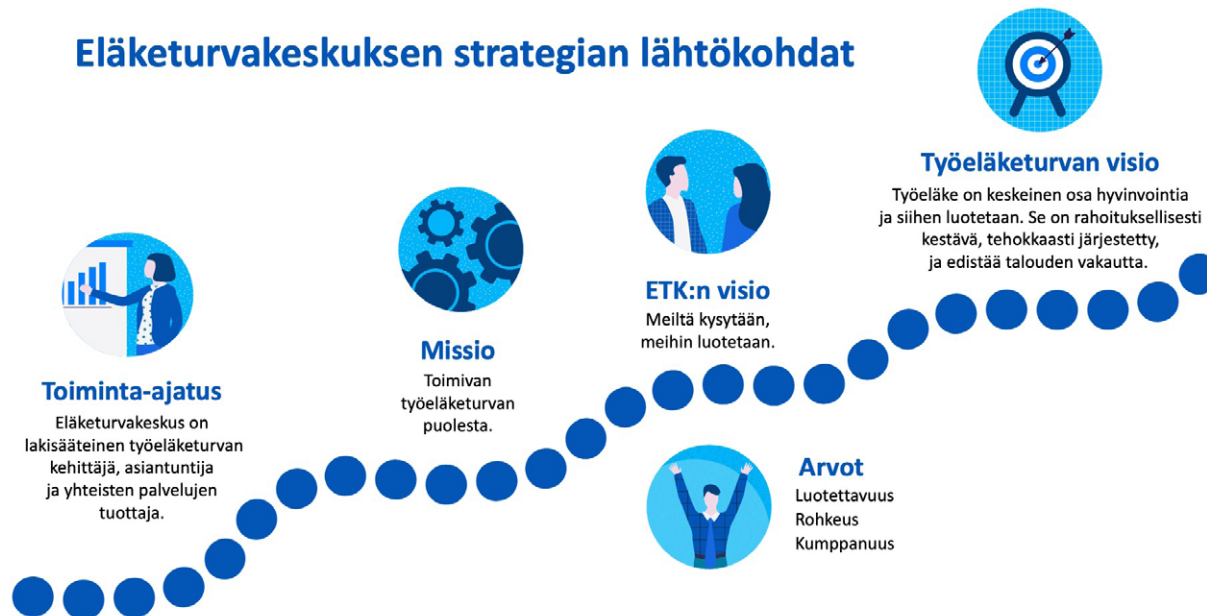 Eläketurvakeskuksen strategian lähtökohdat
Toiminta-ajatus
Eläketurvakeskus on
lakisääteinen työeläketurvan
kehittäjä, asiantuntija
ja yhteisten palvelujen
tuottaja.
Missio
Toimivan
työeläketurvan
puolesta.
ETK:n visio
Meiltä kysytään,
meihin luotetaan.
Arvot
Luotettavuus
Rohkeus
Kumppanuus
Työeläketurvan visio
Työeläke on keskeinen osa hyvinvointia
ja siihen luotetaan. Se on rahoituksellisesti
kestävä, tehokkaasti järjestetty,
ja edistää talouden vakautta.